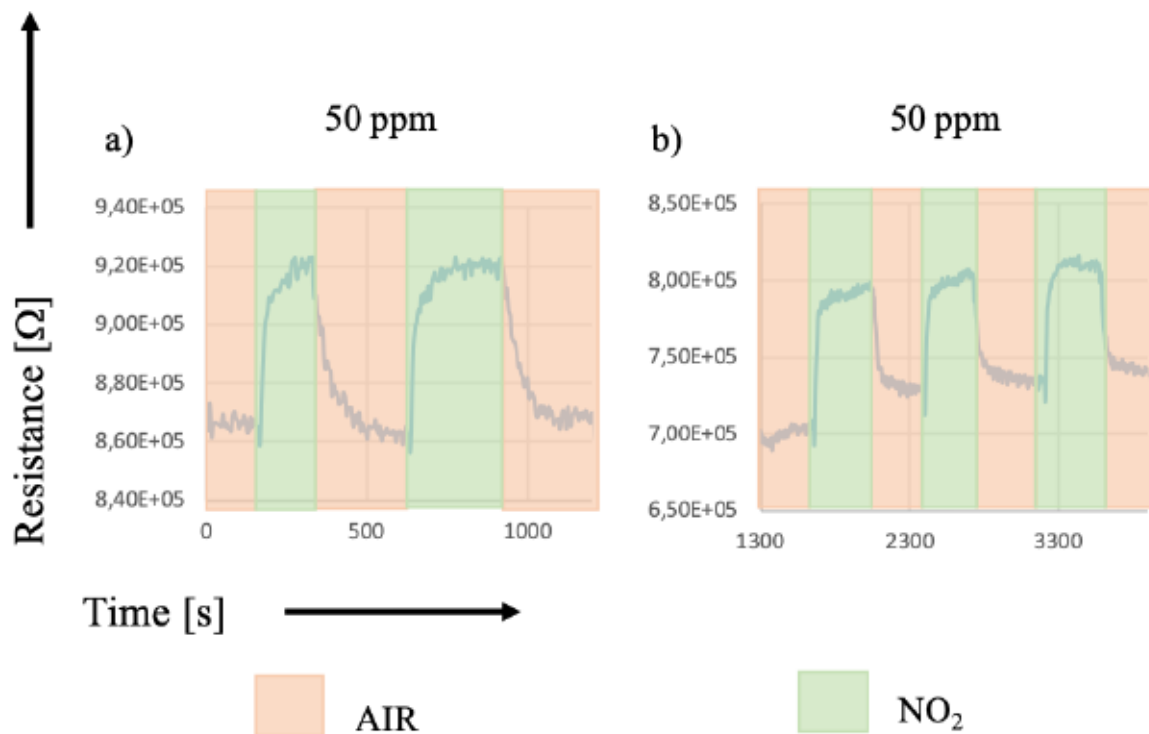 Resistance [Ω]
a)
50 ppm
9,40E+05
9,20E+05
9,00E+05
8,80E+05
8,60E+05
8,40E+05
0
500
1000
b)
50 ppm
8,50E+05
8,00E+05
7,50E+05
7,00E+05
6,50E+05
1300
2300
3300
Time [s]
AIR
NO₂